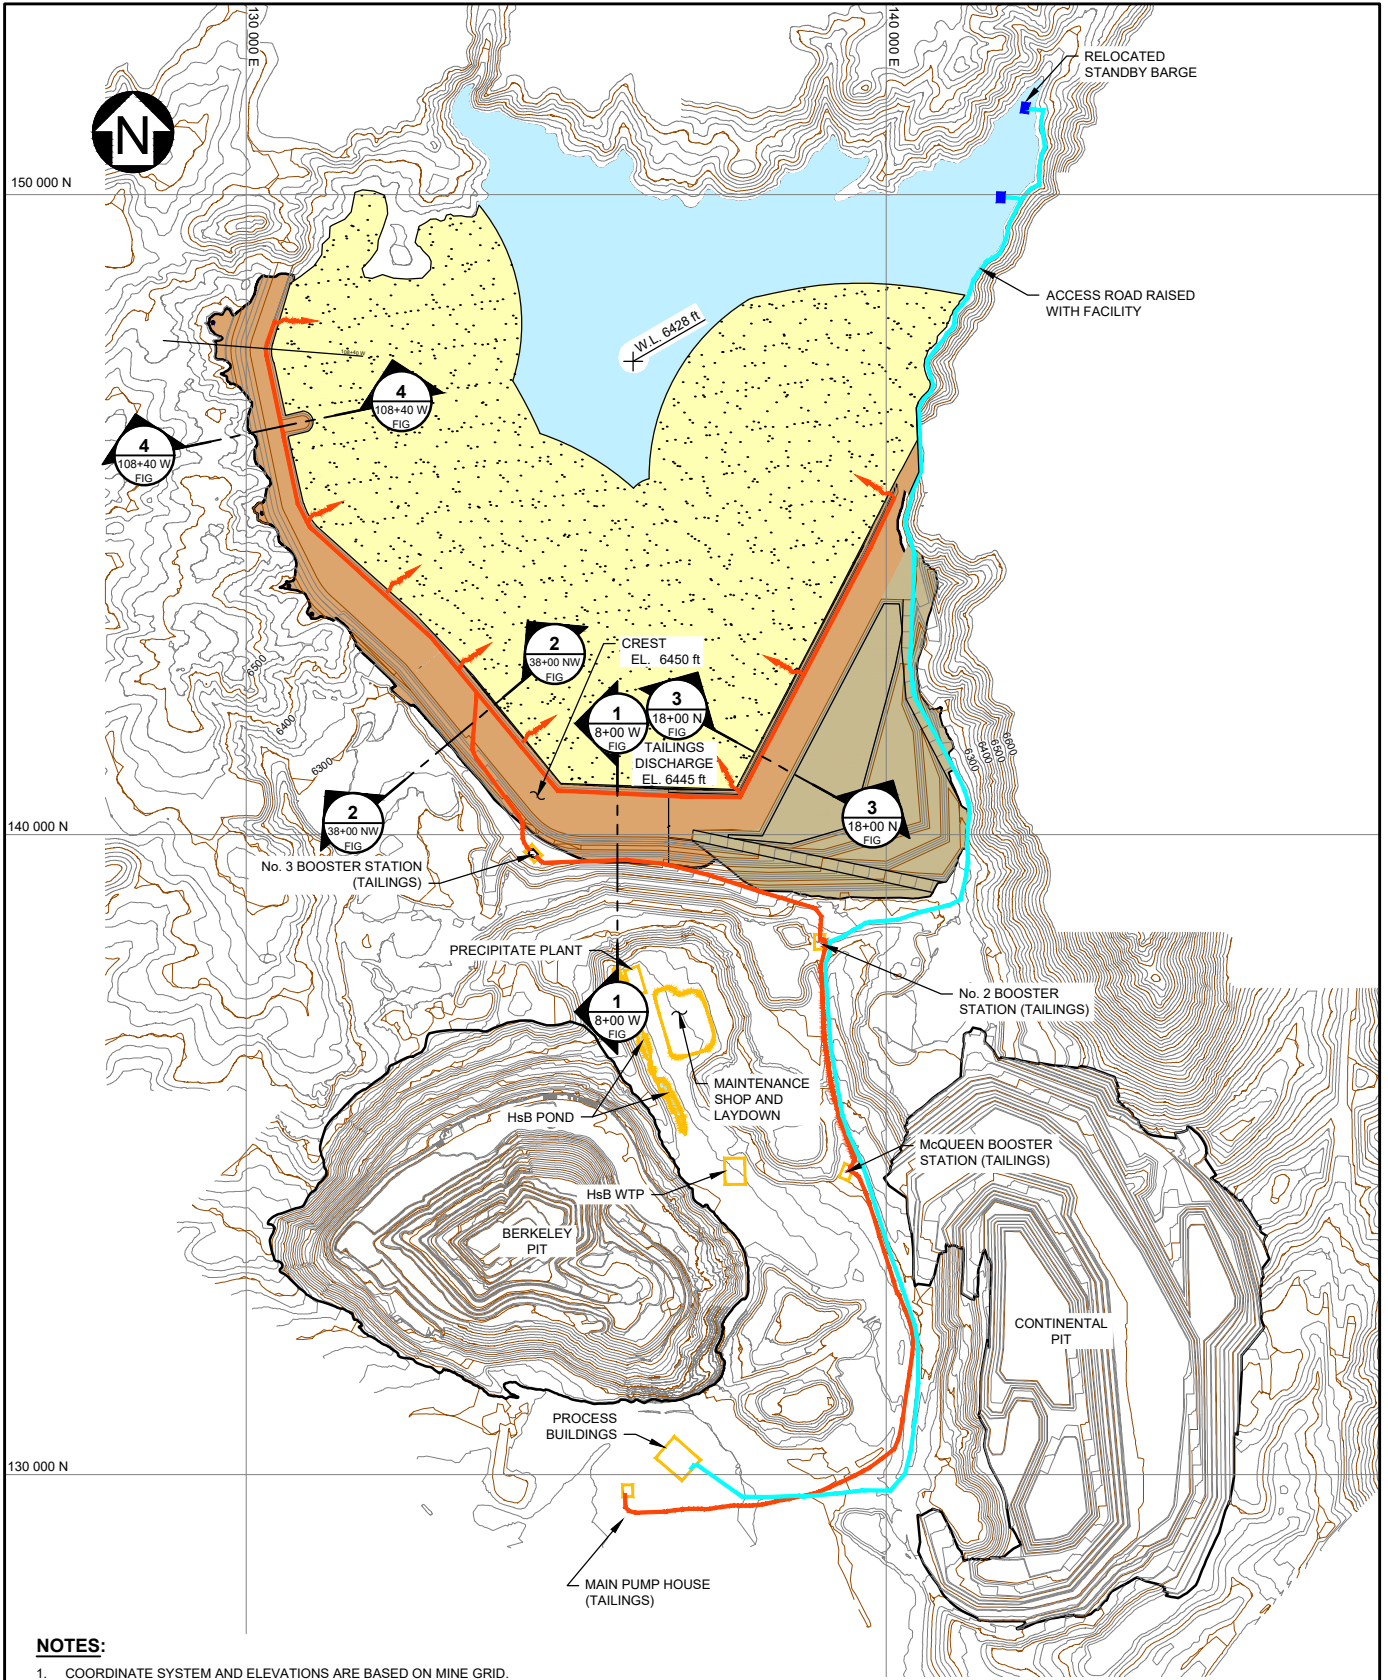 130 000 E
140 000 E
RELOCATED
STANDBY BARGE
N
150 000 N
ACCESS ROAD RAISED
WITH FACILITY
W.L. 6428 ft
108+40 W
4
108+40 W
FIG
4
108+40 W
FIG
2
38+00 NW
FIG
CREST
EL. 6450 ft
1
8+00 W
FIG
3
18+00 N
FIG
TAILINGS
DISCHARGE
EL. 6445 ft
6500
6400
6300
6600
6500
6400
6300
2
38+00 NW
FIG
3
18+00 N
FIG
140 000 N
No. 3 BOOSTER STATION
(TAILINGS)
PRECIPITATE PLANT
No. 2 BOOSTER
STATION (TAILINGS)
1
8+00 W
FIG
MAINTENANCE
SHOP AND
LAYDOWN
HsB POND
McQUEEN BOOSTER
STATION (TAILINGS)
HsB WTP
BERKELEY
PIT
CONTINENTAL
PIT
PROCESS
BUILDINGS
130 000 N
MAIN PUMP HOUSE
(TAILINGS)
NOTES:
1. COORDINATE SYSTEM AND ELEVATIONS ARE BASED ON MINE GRID.